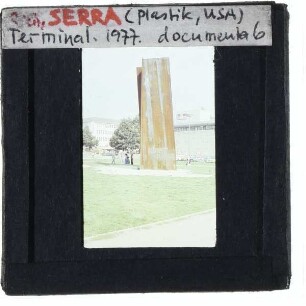 SERRA (Plastik, USA)
Terminal. 1977. documenta 6